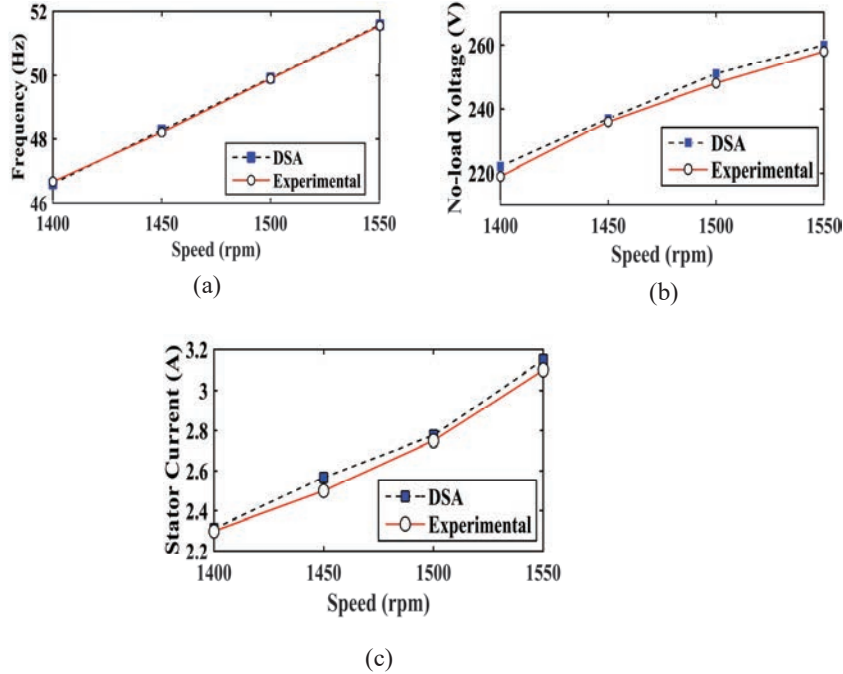 52
50
48
46
Frequency (Hz)
DSA
Experimental
1400 1450 1500 1550
Speed (rpm)
(a)
260
240
220
No-load Voltage (V)
DSA
Experimental
1400 1450 1500 1550
Speed (rpm)
(b)
3.2
3
2.8
2.6
2.4
2.2
Stator Current (A)
DSA
Experimental
1400 1450 1500 1550
Speed (rpm)
(c)